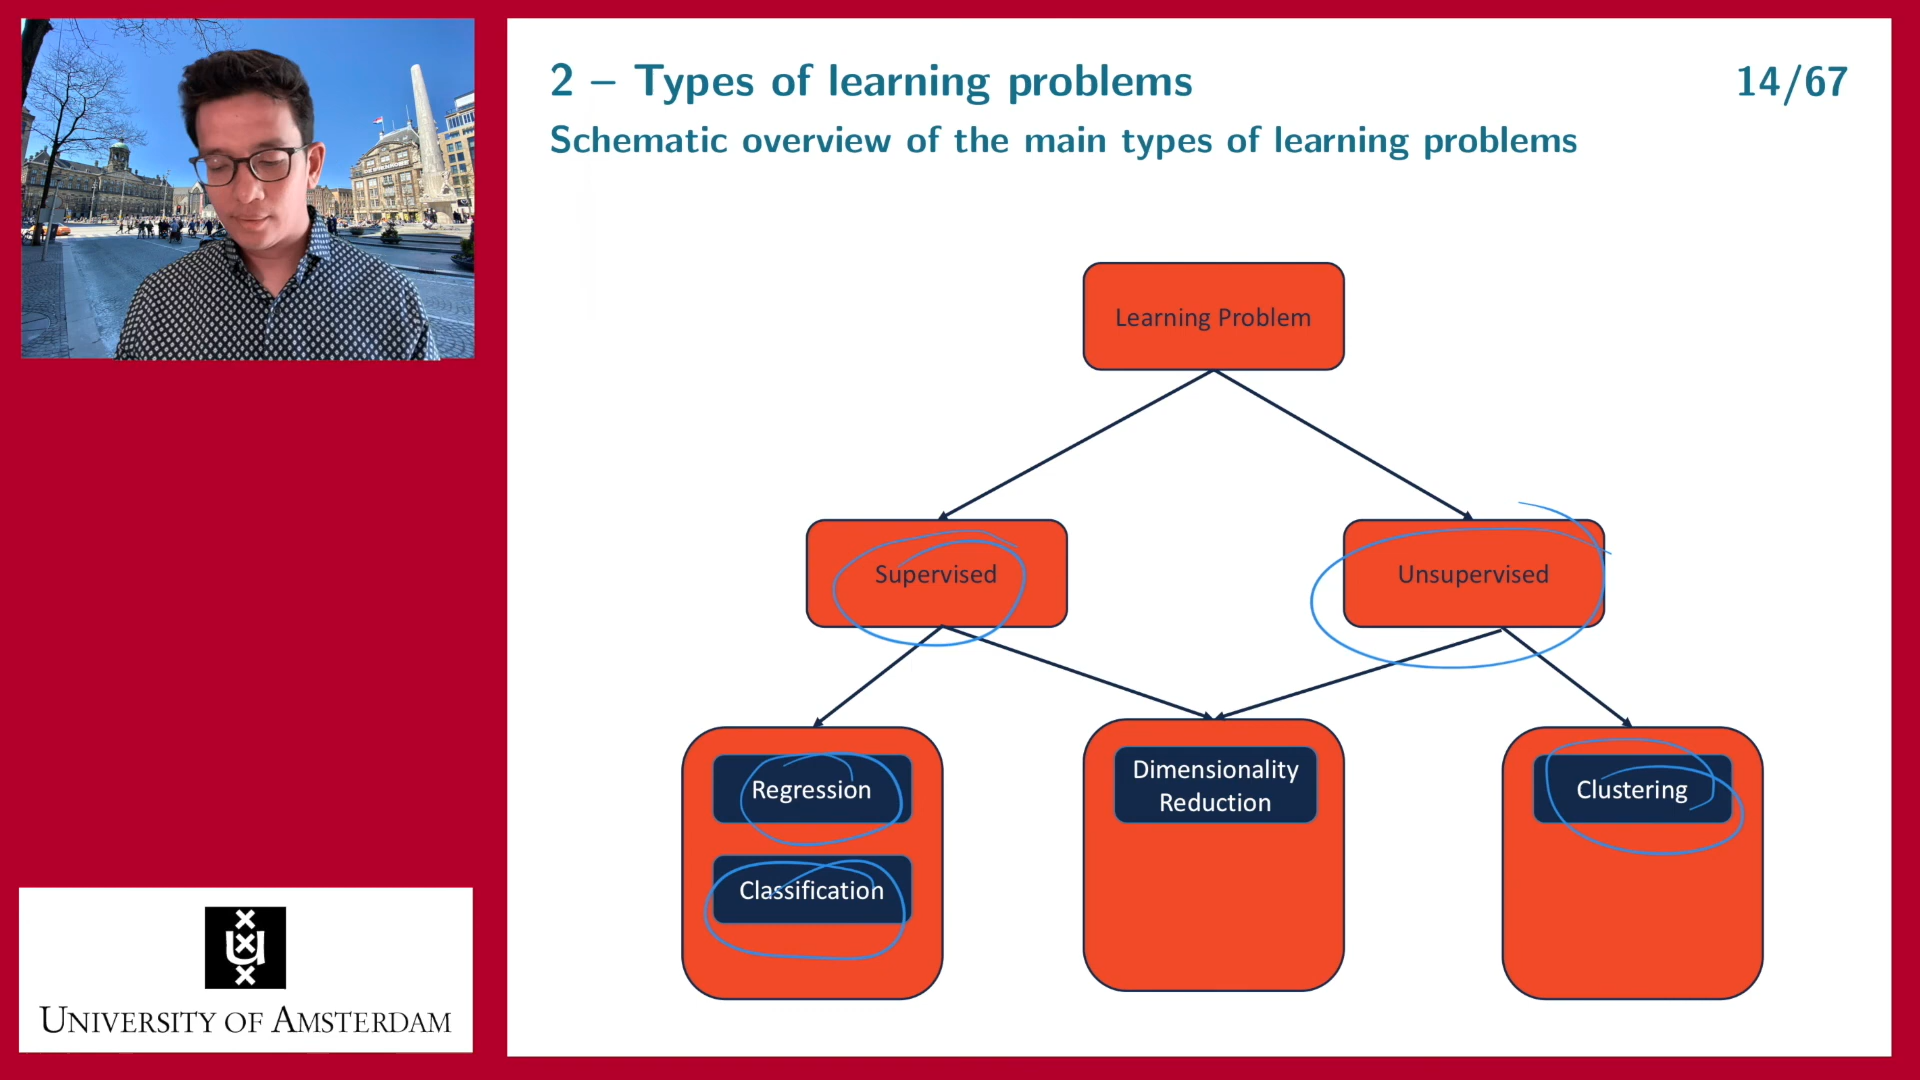 2 – Types of learning problems
14/67
Schematic overview of the main types of learning problems
Learning Problem
Supervised
Unsupervised
Regression
Classification
Dimensionality
Reduction
Clustering
UNIVERSITY OF AMSTERDAM